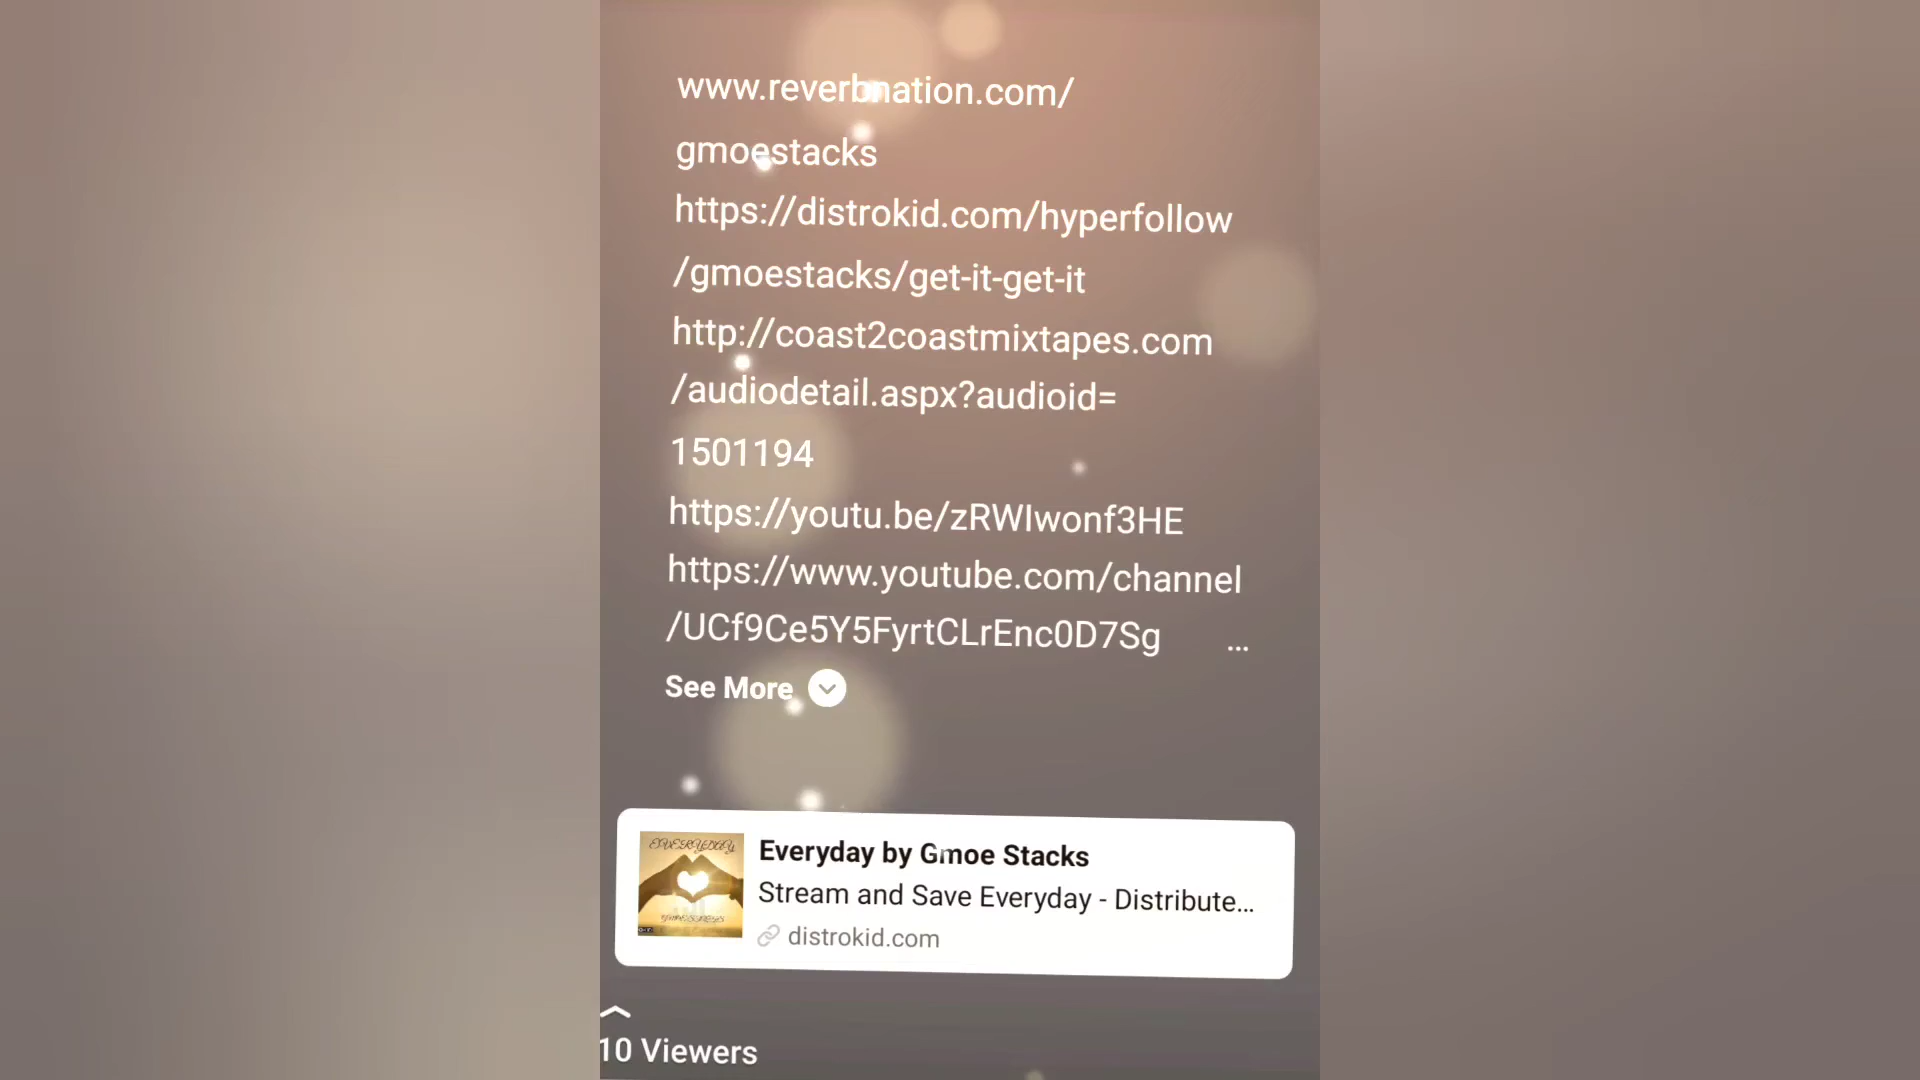 www.reverbnation.com/
gmoestacks
https://distrokid.com/hyperfollow
/gmoestacks/get-it-get-it
http://coast2coastmixtapes.com
/audiodetail.aspx?audioid=
1501194
https://youtu.be/zRWIwonf3HE
https://www.youtube.com/channel
/UCf9Ce5Y5FyrtCLrEnc0D7Sg ...
See More
EVERYDAY
Everyday by Gmoe Stacks
Stream and Save Everyday - Distribute...
distrokid.com
10 Viewers